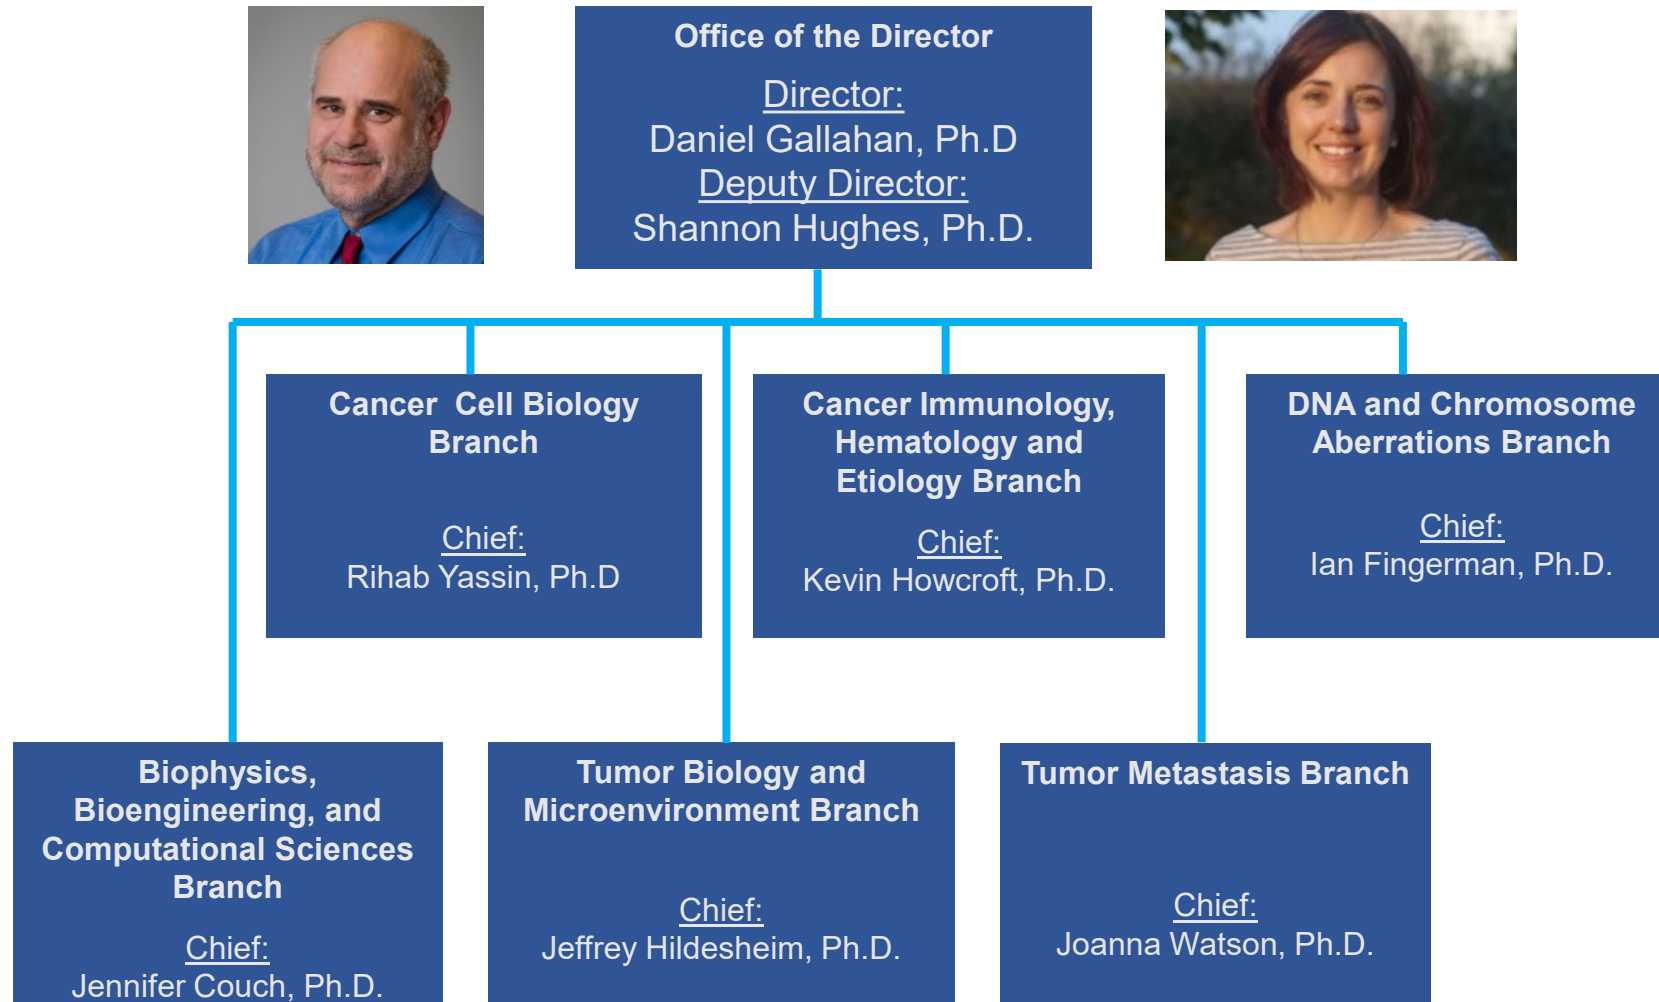 Office of the Director
Director:
Daniel Gallahan, Ph.D
Deputy Director:
Shannon Hughes, Ph.D.
Cancer  Cell Biology
Branch
Chief:
Rihab Yassin, Ph.D
Cancer Immunology,
Hematology and
Etiology Branch
Chief:
Kevin Howcroft, Ph.D.
DNA and Chromosome
Aberrations Branch
Chief:
Ian Fingerman, Ph.D.
Biophysics,
Bioengineering, and
Computational Sciences
Branch
Chief:
Jennifer Couch, Ph.D.
Tumor Biology and
Microenvironment Branch
Chief:
Jeffrey Hildesheim, Ph.D.
Tumor Metastasis Branch
Chief:
Joanna Watson, Ph.D.